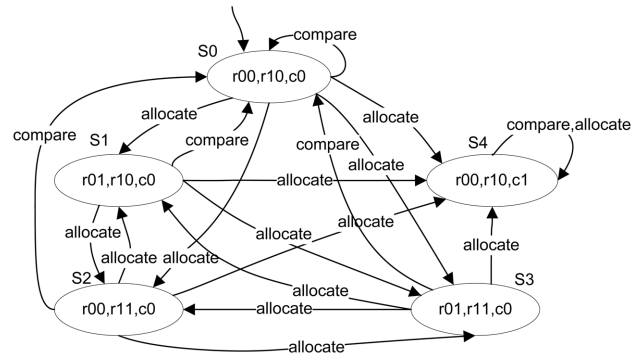 compare
S0
r00,r10,c0
allocate
allocate
compare,allocate
compare
S1
compare
compare
S4
allocate
r01,r10,c0
allocate
r00,r10,c1
allocate
allocate
allocate
allocate
allocate
allocate
S2
allocate
S3
r00,r11,c0
allocate
r01,r11,c0
allocate